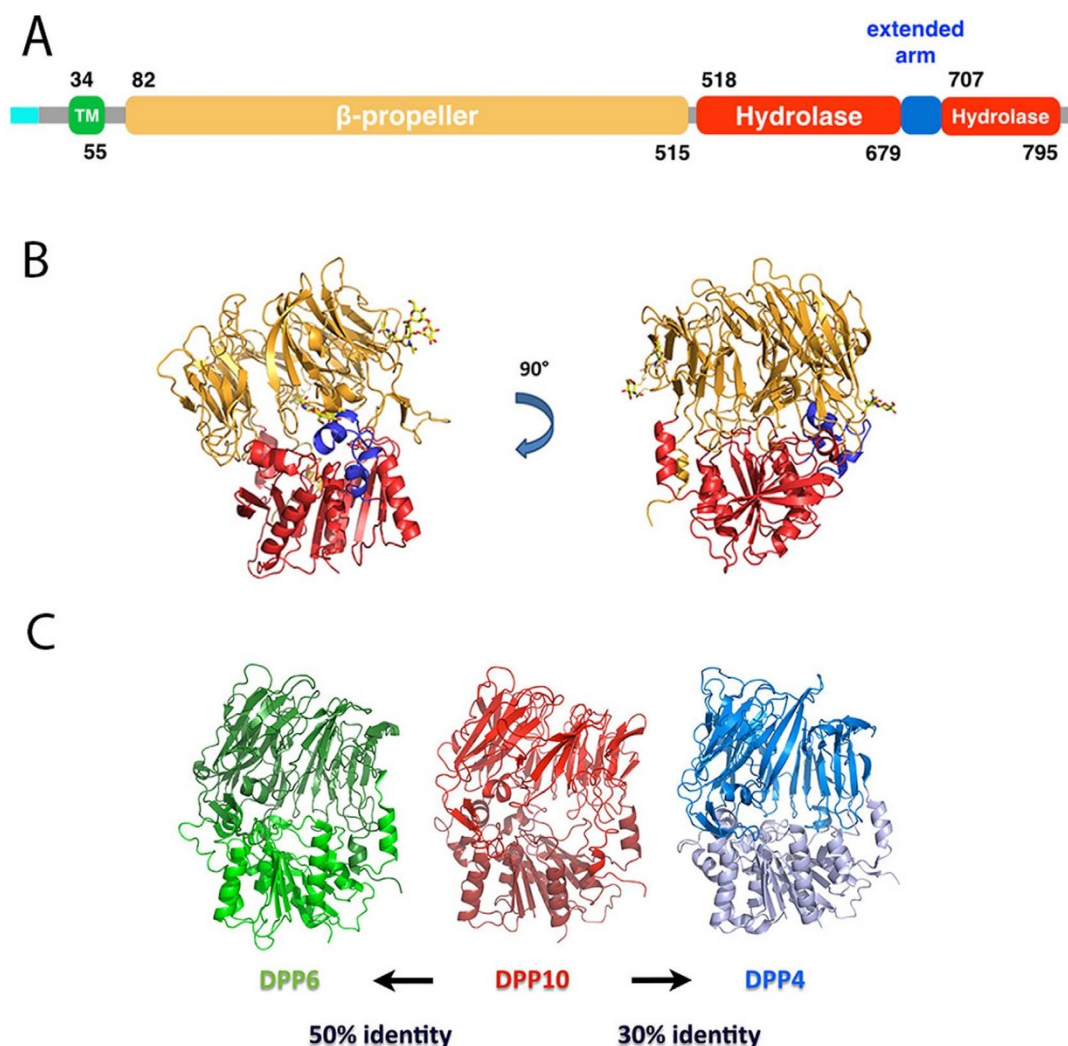 A
extended
arm
34
82
518
707
TM
β-propeller
Hydrolase
Hydrolase
55
515
679
795
B
90°
C
DPP6
DPP10
DPP4
50% identity
30% identity